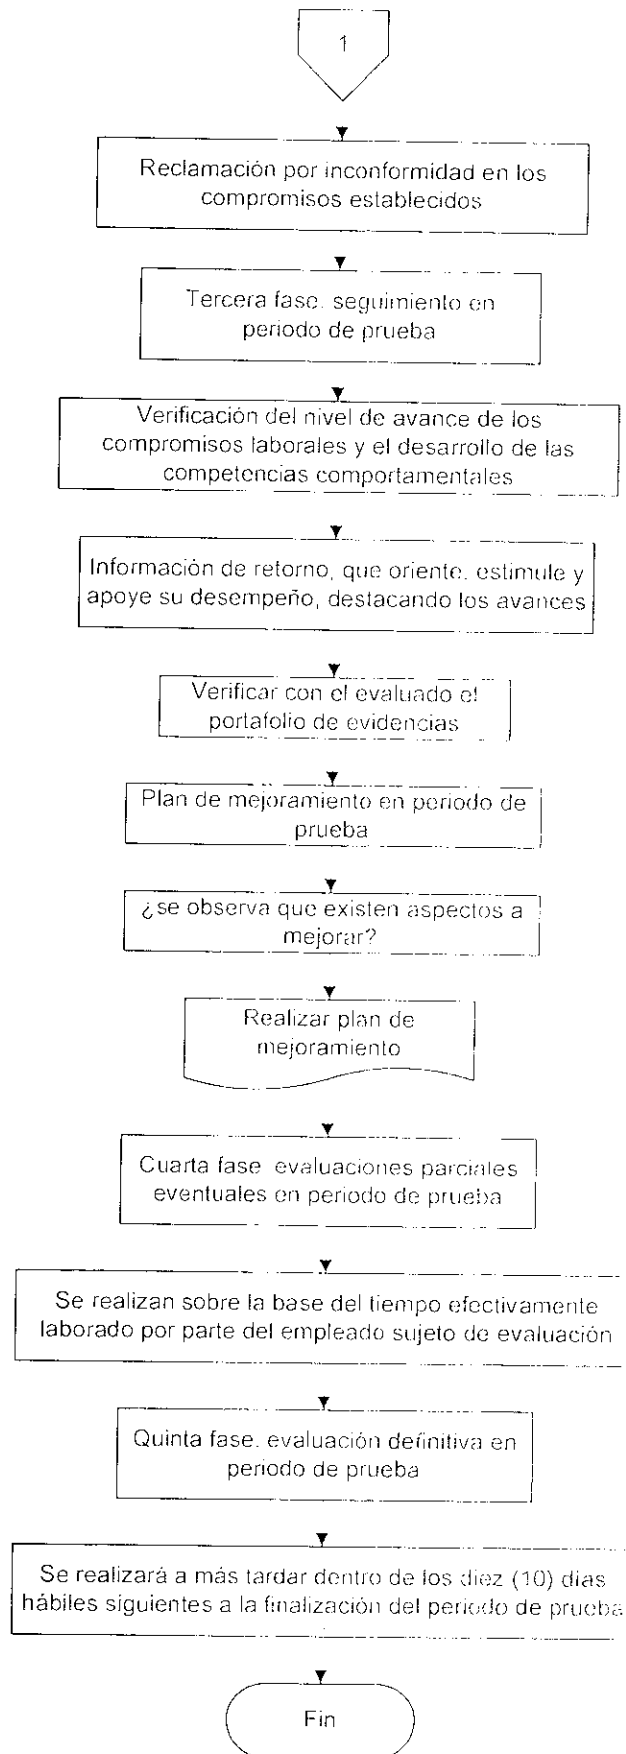 1
Reclamación por inconformidad en los
compromisos establecidos
Tercera fase. seguimiento en
periodo de prueba
Verificación del nivel de avance de los
compromisos laborales y el desarrollo de las
competencias comportamentales
Información de retorno, que oriente. estimule y
apoye su desempeño, destacando los avances
Verificar con el evaluado el
portafolio de evidencias
Plan de mejoramiento en periodo de
prueba
¿se observa que existen aspectos a
mejorar?
Realizar plan de
mejoramiento
Cuarta fase evaluaciones parciales
eventuales en periodo de prueba
Se realizan sobre la base del tiempo efectivamente
laborado por parte del empleado sujeto de evaluación
Quinta fase. evaluación definitiva en
periodo de prueba
Se realizará a más tardar dentro de los diez (10) días
hábiles siguientes a la finalización del periodo de prueba
Fin